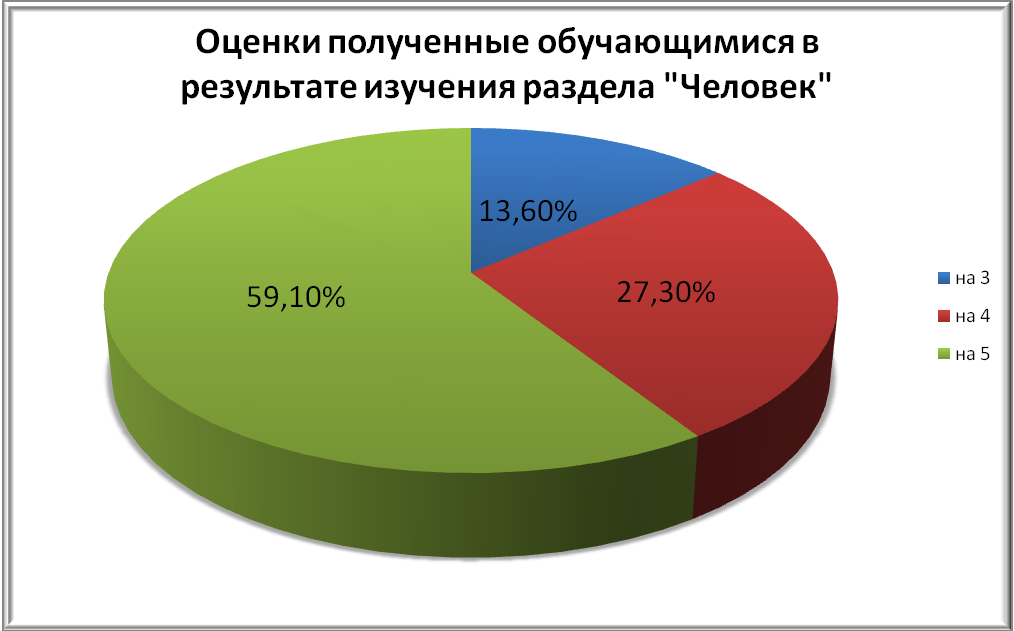 Оценки полученные обучающимися в
результате изучения раздела "Человек"
13,60%
27,30%
59,10%
на 3
на 4
на 5